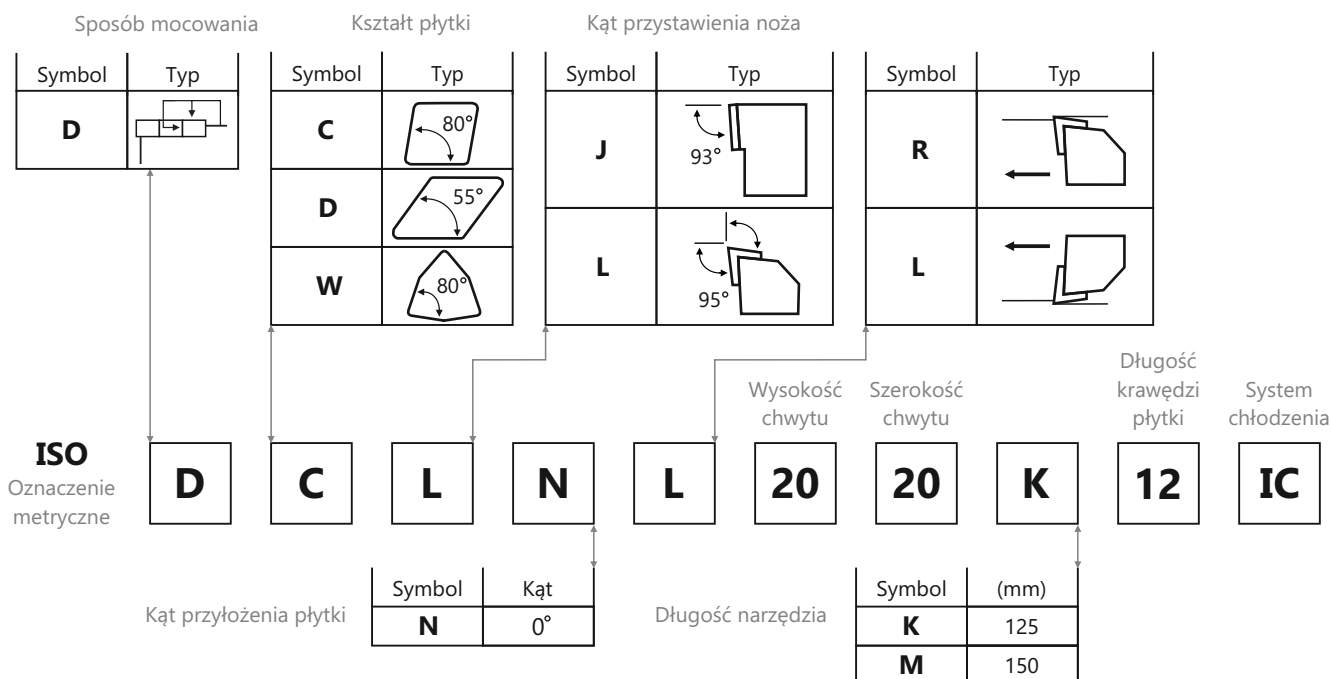 Sposób mocowania
Kształt płytki
Kąt przystawienia noża
Symbol Typ
D
Symbol Typ
C 80°
D 55°
W 80°
Symbol Typ
J 93°
L 95°
Symbol Typ
R
L
Wysokość
chwytu
Szerokość
chwytu
Długość
krawędzi
płytki
System
chłodzenia
ISO
Oznaczenie
metryczne
D C L N L 20 20 K 12 IC
Kąt przyłożenia płytki
Symbol Kąt
N 0°
Długość narzędzia
Symbol (mm)
K 125
M 150